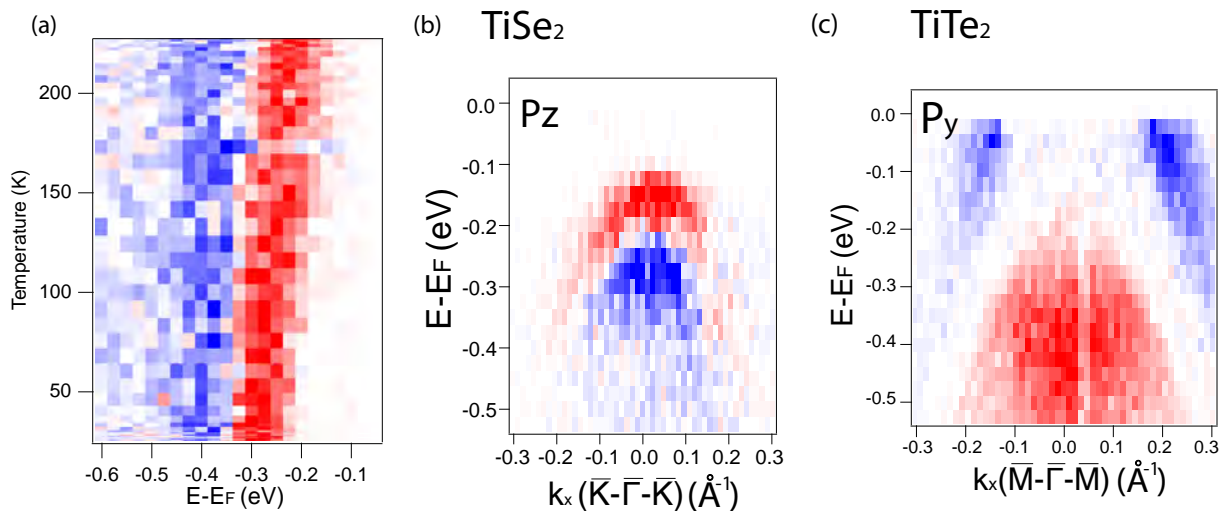 (a)
200
150
100
50
Temperature (K)
-0.6 -0.5 -0.4 -0.3 -0.2 -0.1
E-EF (eV)
(b) TiSe2
Pz
0.0
-0.1
-0.2
-0.3
-0.4
-0.5
E-EF (eV)
-0.3 -0.2 -0.1 0.0 0.1 0.2 0.3
kx (K̅-Γ̅-K̅) (Å-1)
(c) TiTe2
Py
0.0
-0.1
-0.2
-0.3
-0.4
-0.5
E-EF (eV)
-0.3 -0.2 -0.1 0.0 0.1 0.2 0.3
kx (M̅-Γ̅-M̅) (Å-1)